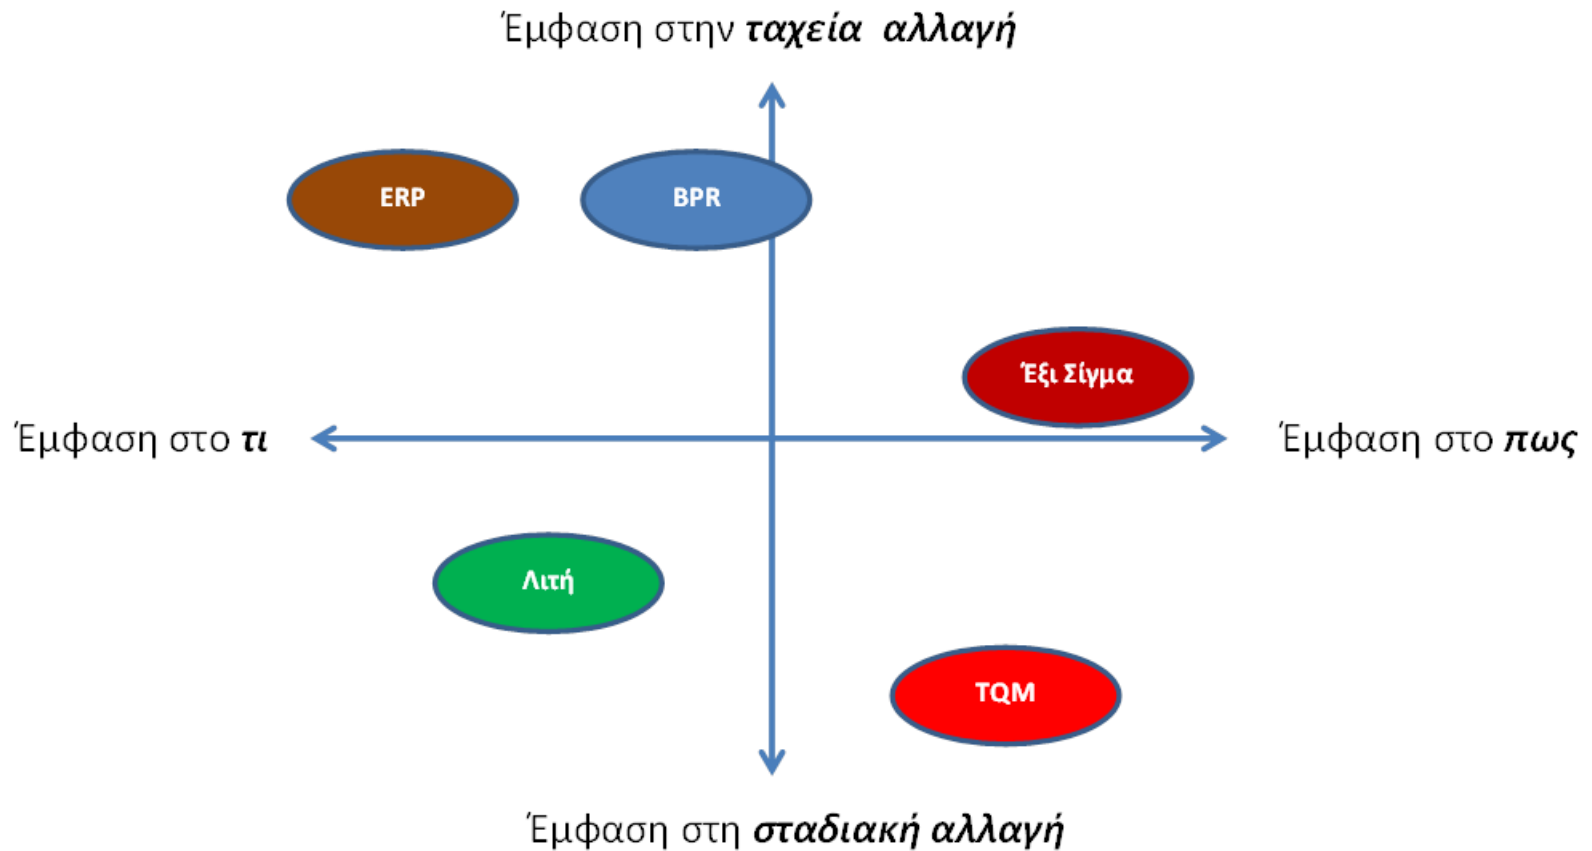 Έμφαση στην ταχεία αλλαγή
ERP
BPR
Έξι Σίγμα
Έμφαση στο τι
Έμφαση στο πως
Λιτή
TQM
Έμφαση στη σταδιακή αλλαγή